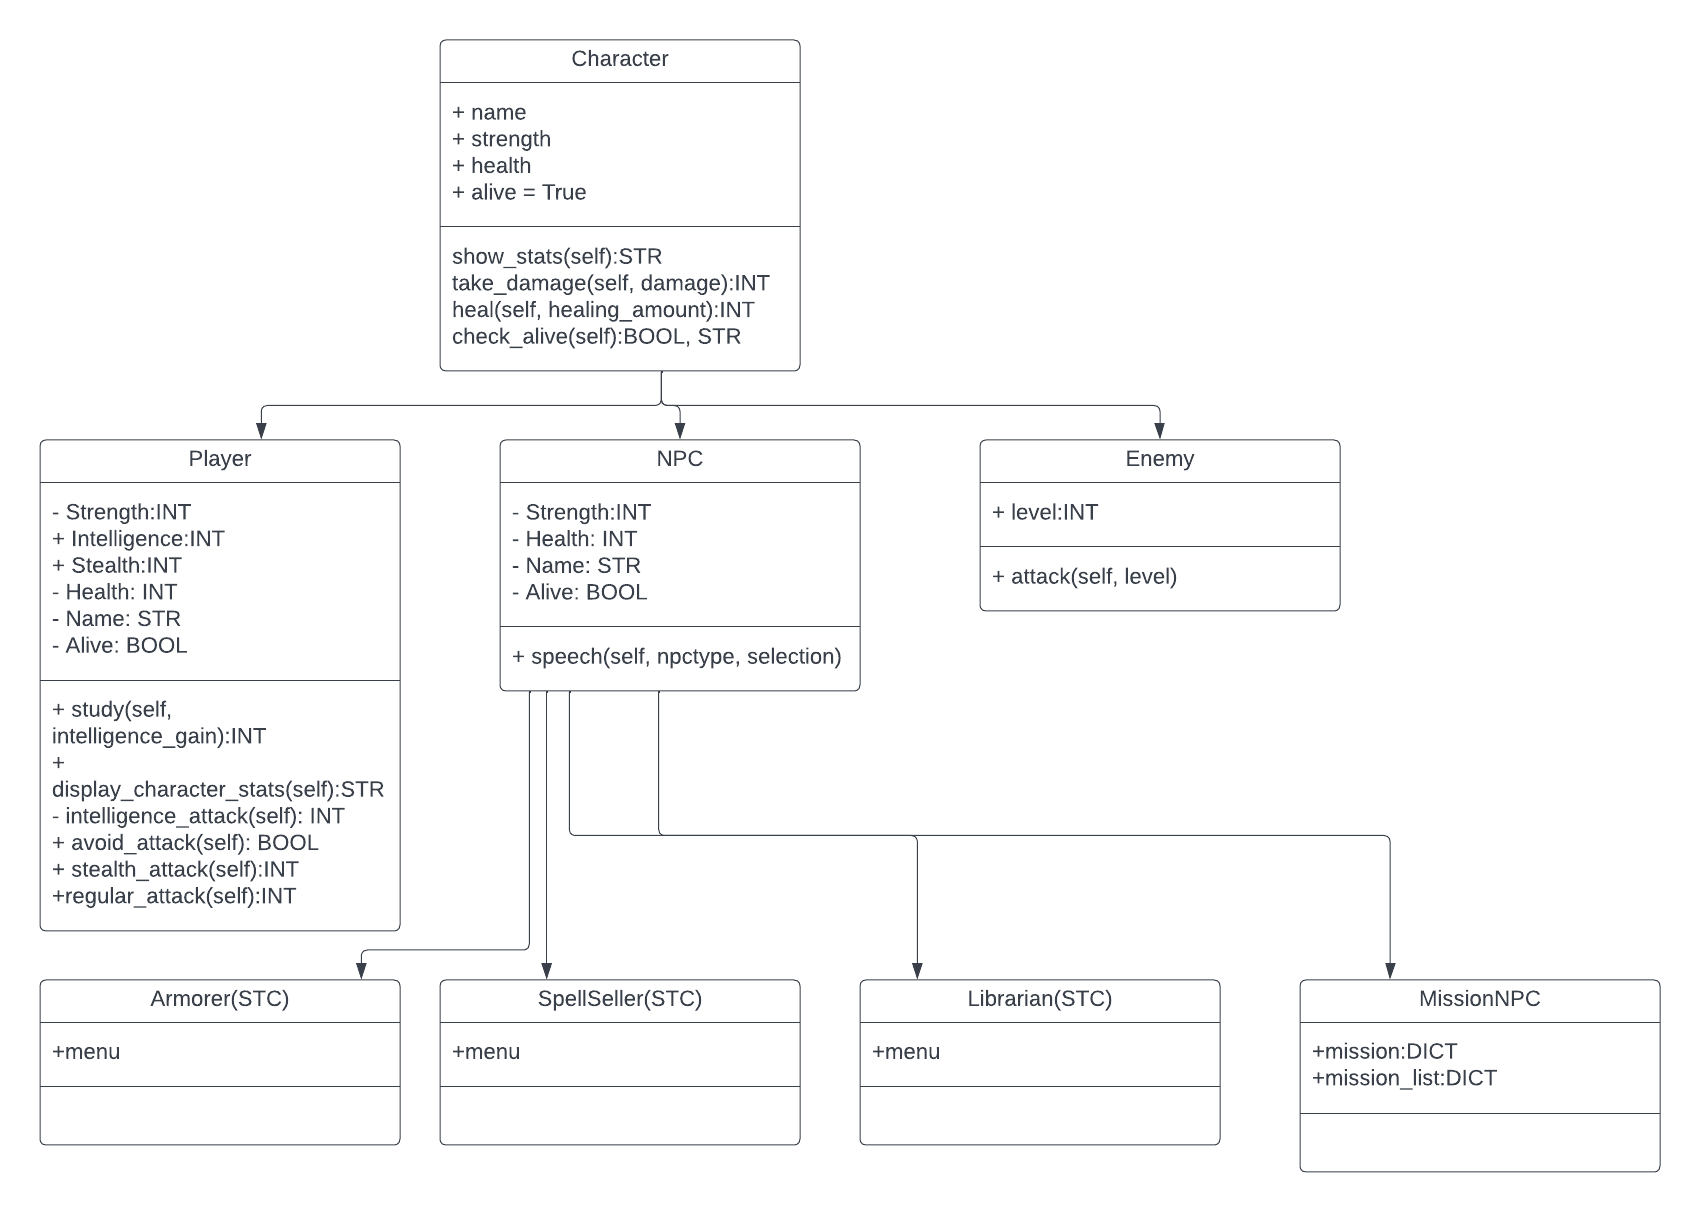 Character
+ name
+ strength
+ health
+ alive = True
show_stats(self):STR
take_damage(self, damage):INT
heal(self, healing_amount):INT
check_alive(self):BOOL, STR
Player
- Strength:INT
+ Intelligence:INT
+ Stealth:INT
- Health: INT
- Name: STR
- Alive: BOOL
+ study(self,
intelligence_gain):INT
+
display_character_stats(self):STR
- intelligence_attack(self): INT
+ avoid_attack(self): BOOL
+ stealth_attack(self):INT
+regular_attack(self):INT
NPC
- Strength:INT
- Health: INT
- Name: STR
- Alive: BOOL
+ speech(self, npctype, selection)
Enemy
+ level:INT
+ attack(self, level)
Armorer(STC)
+menu
SpellSeller(STC)
+menu
Librarian(STC)
+menu
MissionNPC
+mission:DICT
+mission_list:DICT